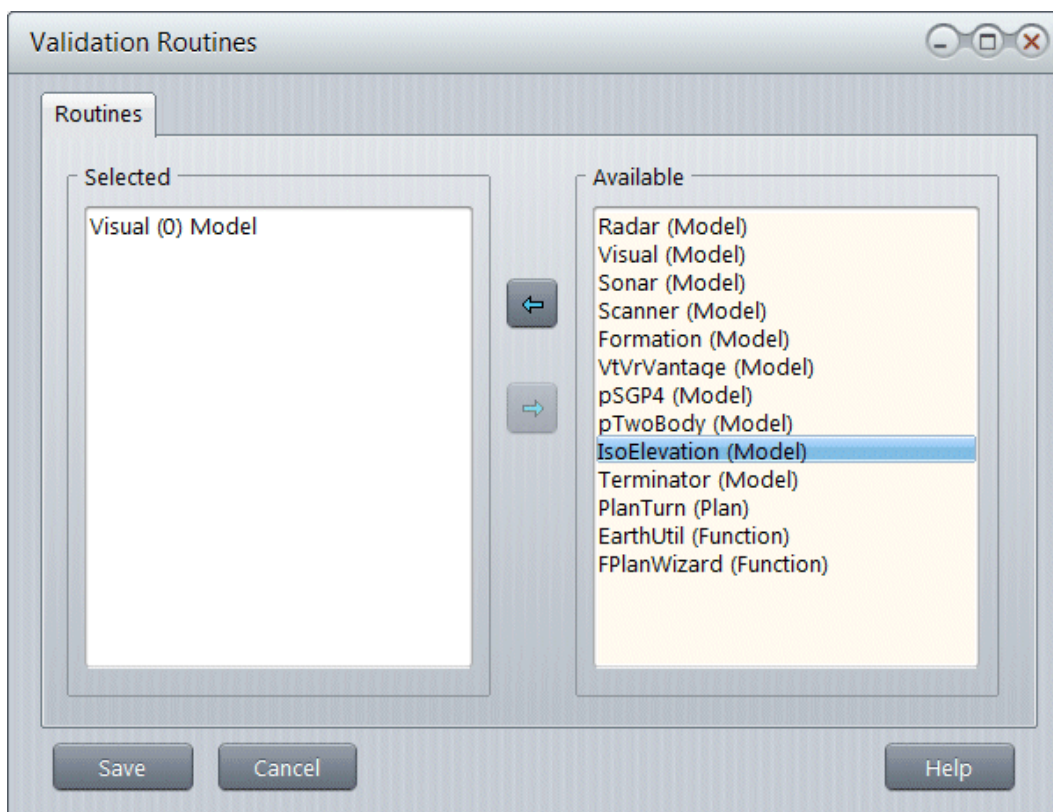 Validation Routines
Routines
Selected
Visual (0) Model
Available
Radar (Model)
Visual (Model)
Sonar (Model)
Scanner (Model)
Formation (Model)
VtVrVantage (Model)
pSGP4 (Model)
pTwoBody (Model)
IsoElevation (Model)
Terminator (Model)
PlanTurn (Plan)
EarthUtil (Function)
FPlanWizard (Function)
Save
Cancel
Help